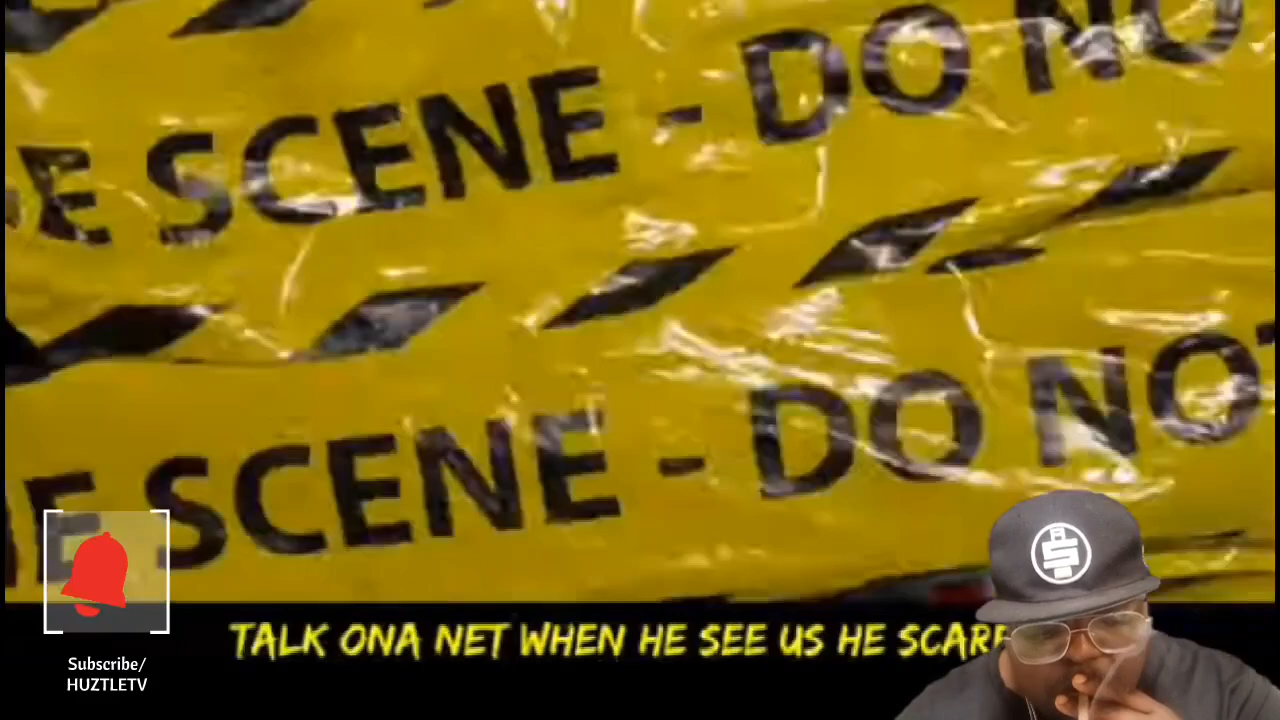 E SCENE - DO NO
E SCENE - DO NOT
TALK ONA NET WHEN HE SEE US HE SCARE
Subscribe/
HUZTLETV